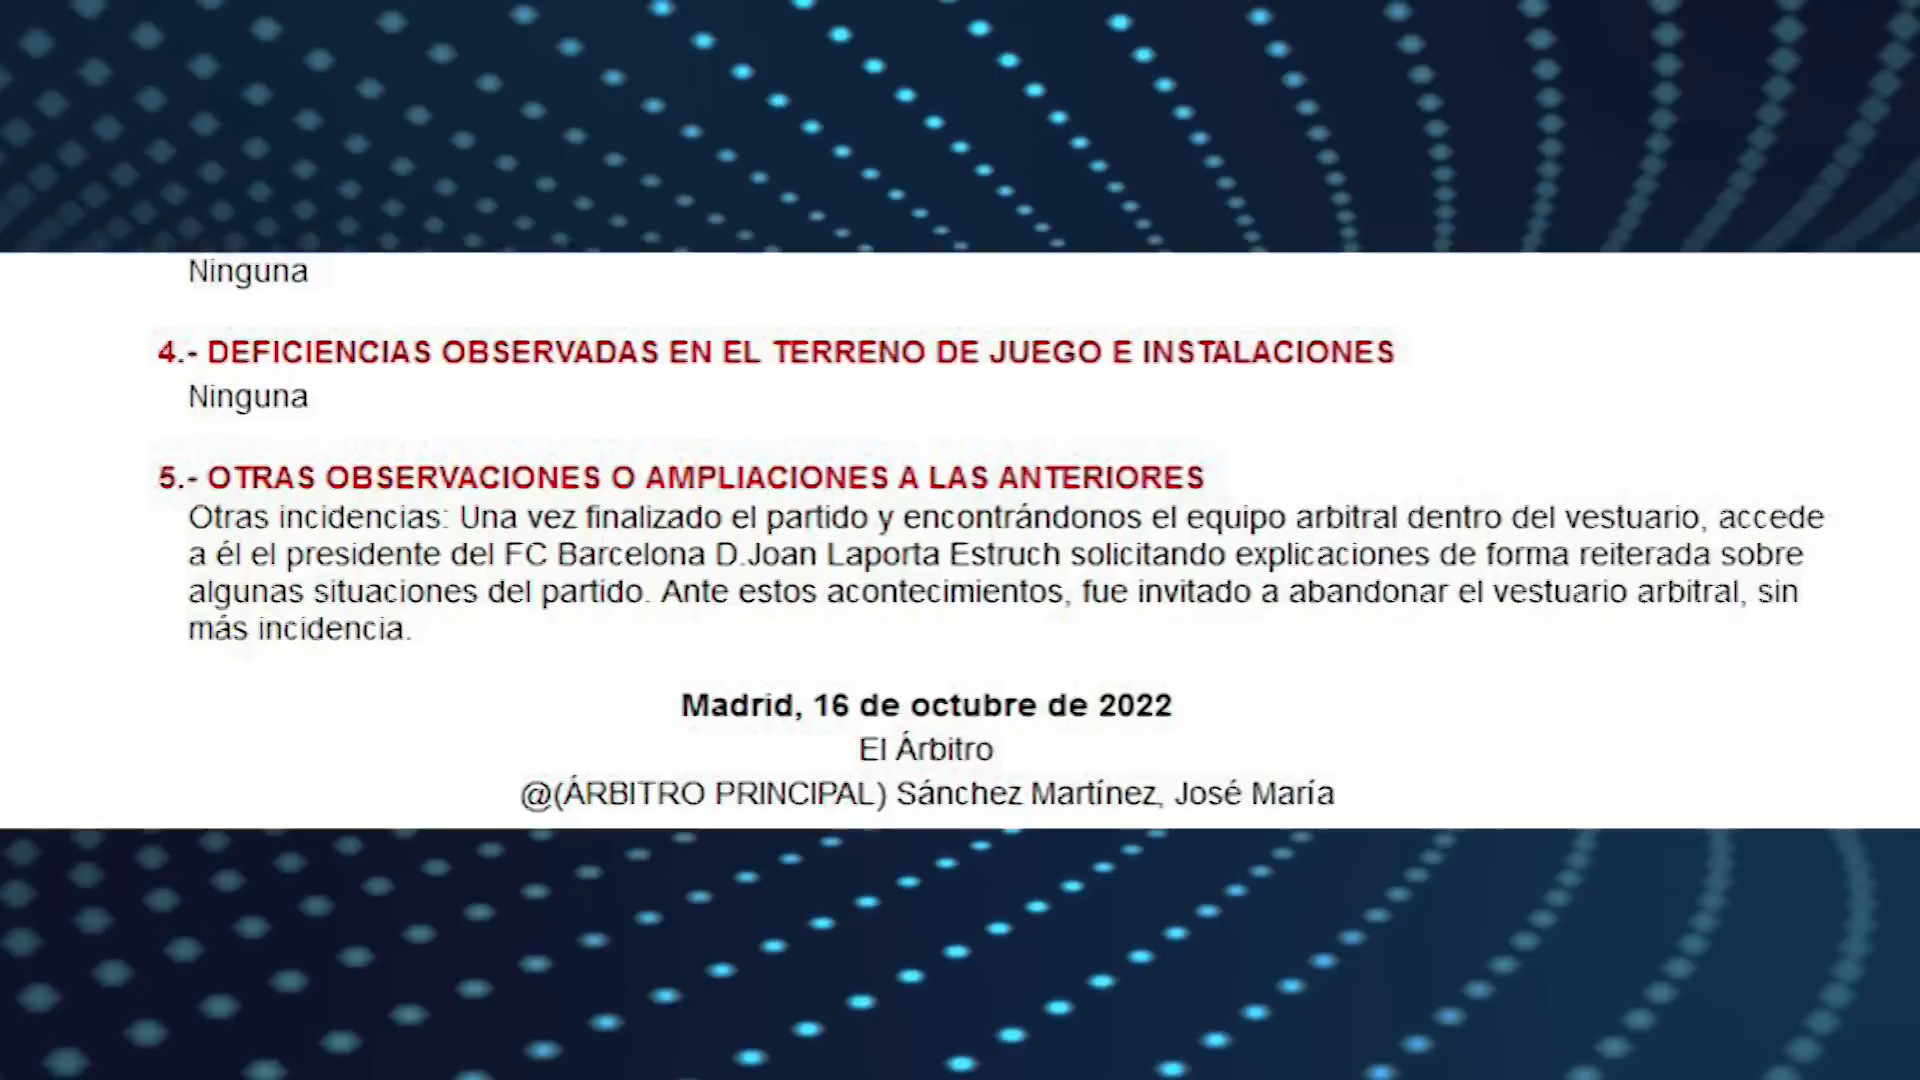 Ninguna
4.- DEFICIENCIAS OBSERVADAS EN EL TERRENO DE JUEGO E INSTALACIONES
Ninguna
5.- OTRAS OBSERVACIONES O AMPLIACIONES A LAS ANTERIORES
Otras incidencias: Una vez finalizado el partido y encontrándonos el equipo arbitral dentro del vestuario, accede
a él el presidente del FC Barcelona D.Joan Laporta Estruch solicitando explicaciones de forma reiterada sobre
algunas situaciones del partido. Ante estos acontecimientos, fue invitado a abandonar el vestuario arbitral, sin
más incidencia.
Madrid, 16 de octubre de 2022
El Árbitro
@(ÁRBITRO PRINCIPAL) Sánchez Martínez, José María